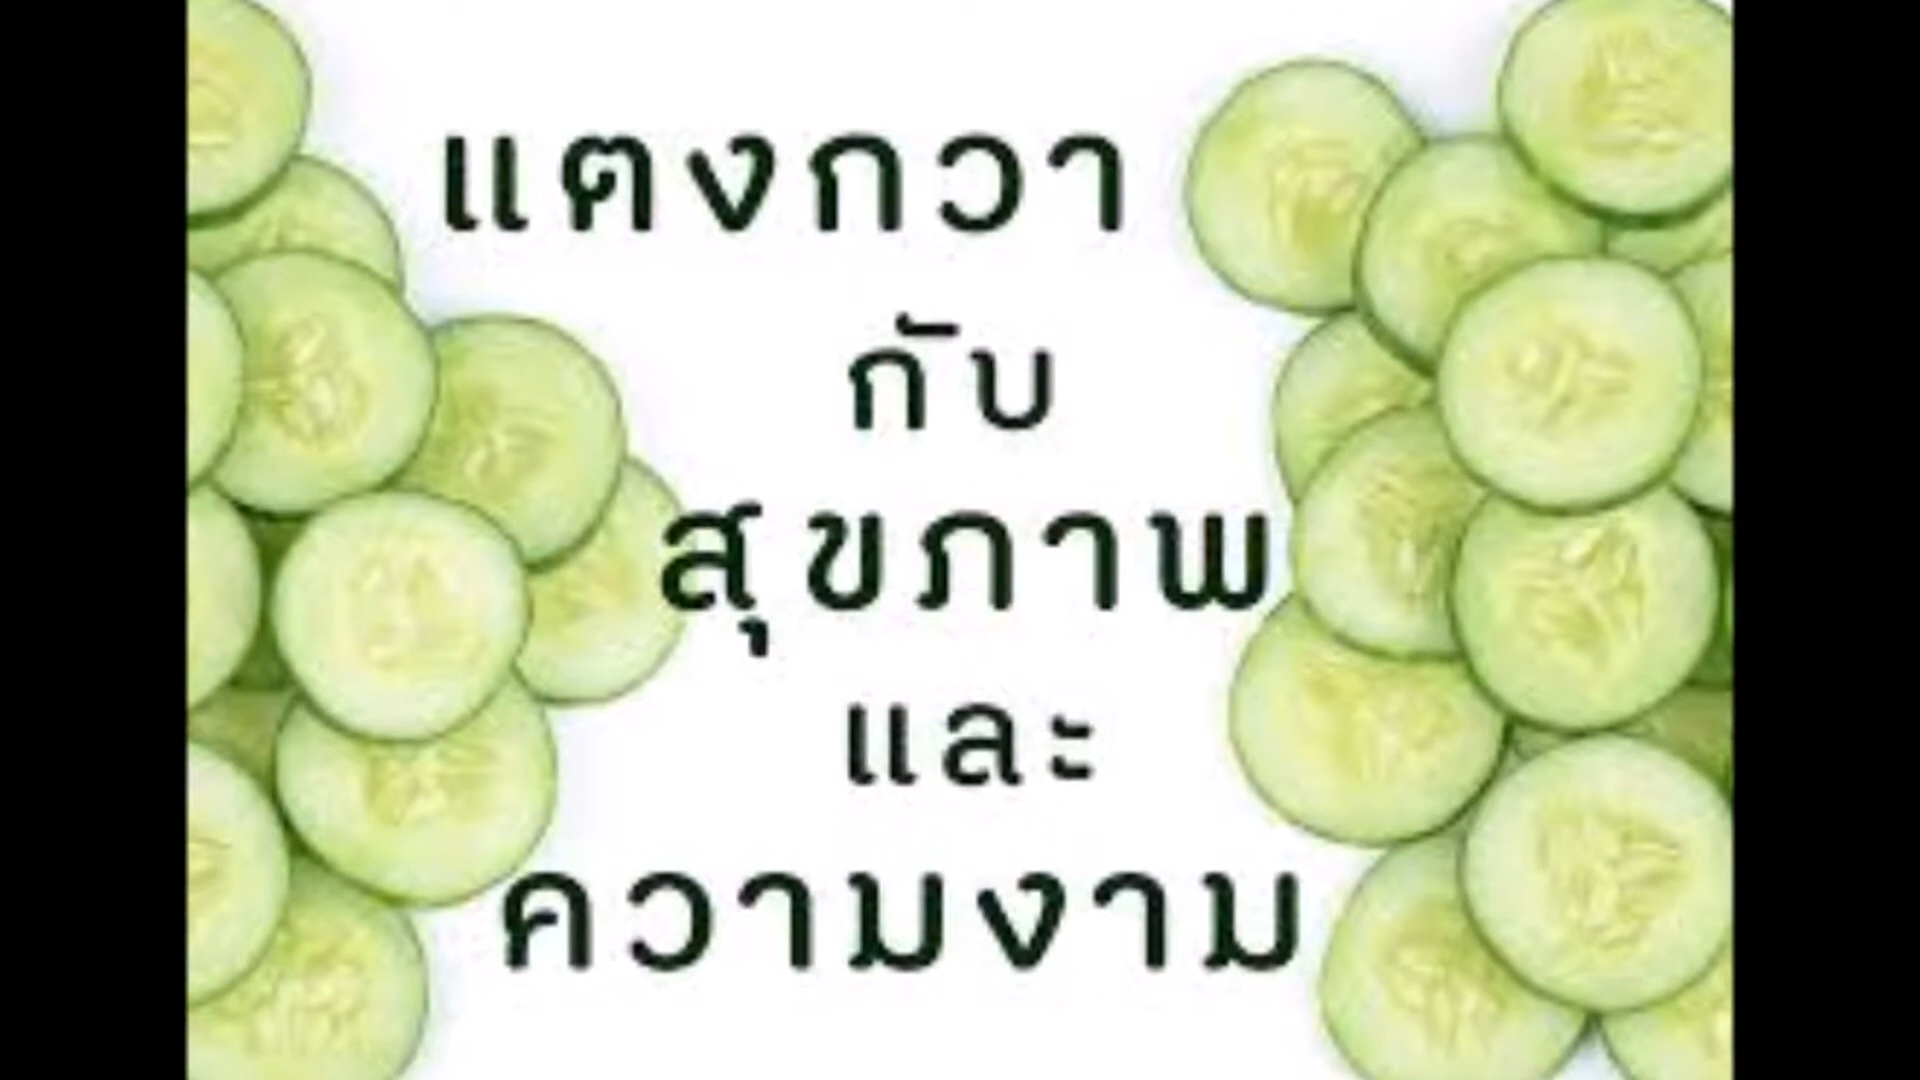 แตงกวา
กับ
สุขภาพ
และ
ความงาม